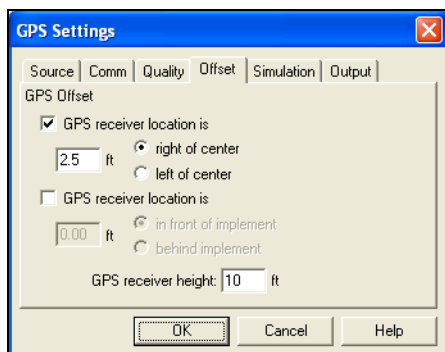 GPS Settings
Source Comm Quality Offset Simulation Output
GPS Offset
GPS receiver location is
2.5 ft right of center
left of center
GPS receiver location is
0.00 ft in front of implement
behind implement
GPS receiver height: 10 ft
OK Cancel Help